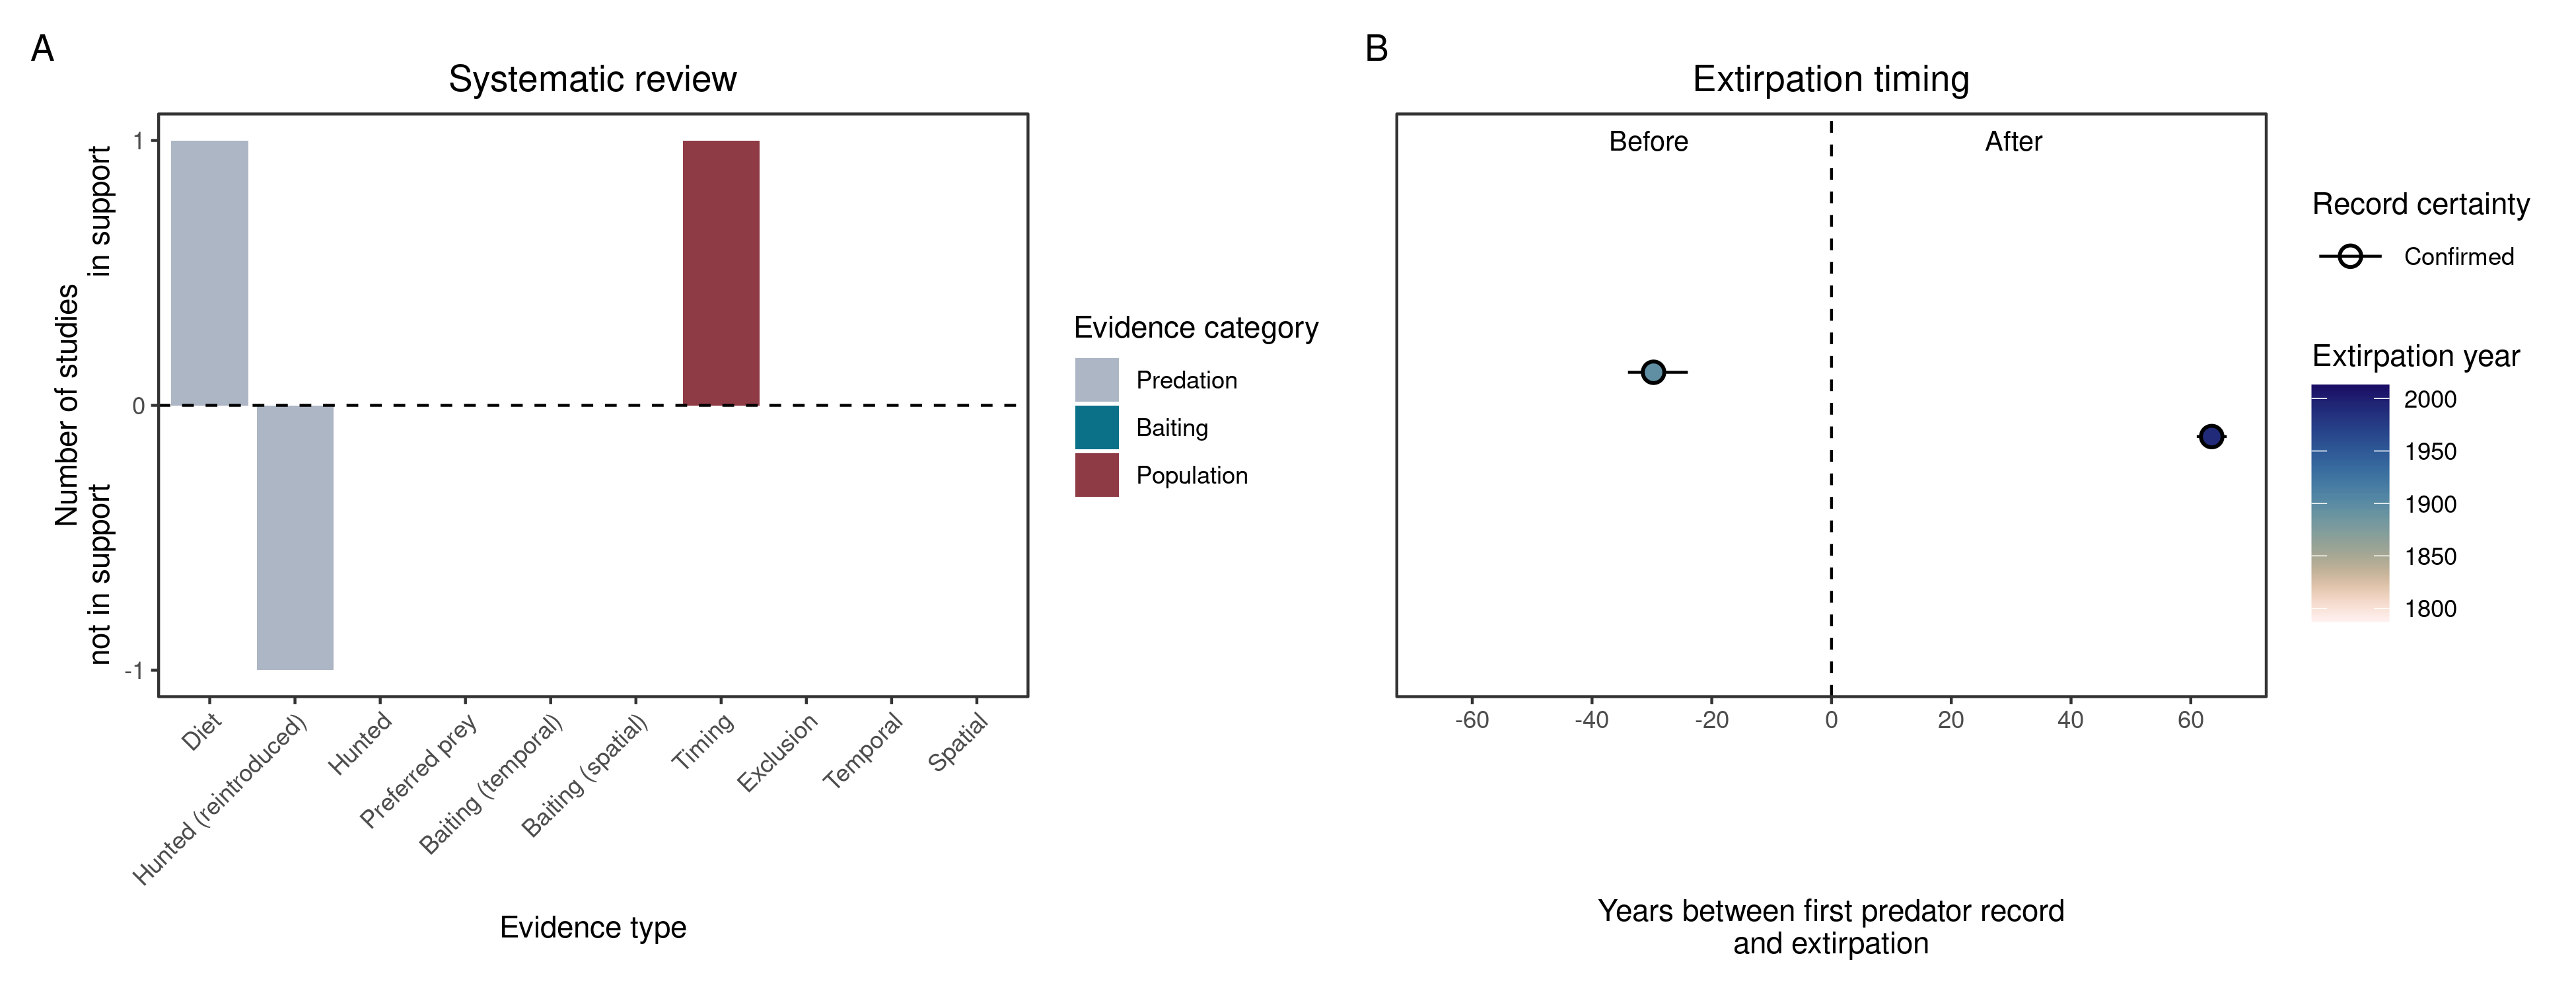 A
Systematic review
Number of studies
not in support
in support
1
0
-1
Diet
Hunted (reintroduced)
Hunted
Preferred prey
Baiting (temporal)
Baiting (spatial)
Timing
Exclusion
Temporal
Spatial
Evidence type
Evidence category
Predation
Baiting
Population
B
Extirpation timing
Before
After
-60
-40
-20
0
20
40
60
Years between first predator record
and extirpation
Record certainty
Confirmed
Extirpation year
2000
1950
1900
1850
1800